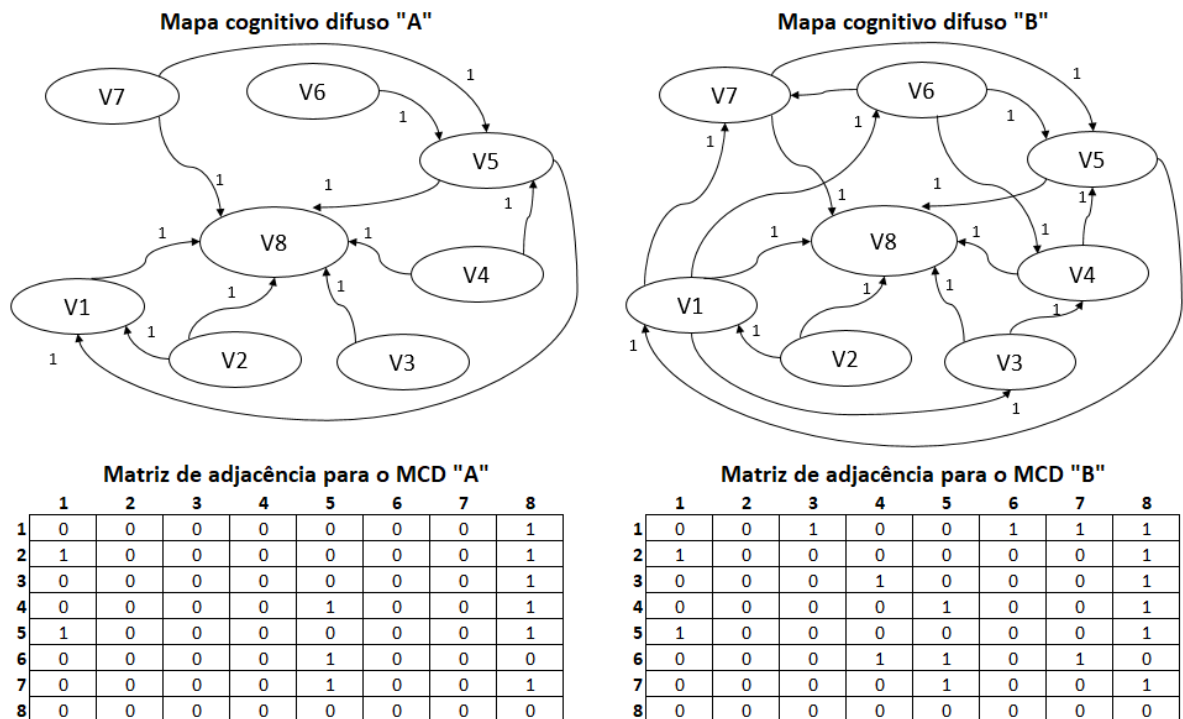 Mapa cognitivo difuso "A"
V7
V6
1
1
V5
1
1
1
V8
1
1
V4
V1
1
1
1
1
V2
V3
Mapa cognitivo difuso "B"
V7
V6
1
1
1
1
V5
1
1
1
V8
1
1
V4
V1
1
1
1
1
1
V2
V3
1
Matriz de adjacência para o MCD "A"
1 2 3 4 5 6 7 8
1 0 0 0 0 0 0 0 1
2 1 0 0 0 0 0 0 1
3 0 0 0 0 0 0 0 1
4 0 0 0 0 1 0 0 1
5 1 0 0 0 0 0 0 1
6 0 0 0 0 1 0 0 0
7 0 0 0 0 1 0 0 1
8 0 0 0 0 0 0 0 0
Matriz de adjacência para o MCD "B"
1 2 3 4 5 6 7 8
1 0 0 1 0 0 1 1 1
2 1 0 0 0 0 0 0 1
3 0 0 0 1 0 0 0 1
4 0 0 0 0 1 0 0 1
5 1 0 0 0 0 0 0 1
6 0 0 0 1 1 0 1 0
7 0 0 0 0 1 0 0 1
8 0 0 0 0 0 0 0 0